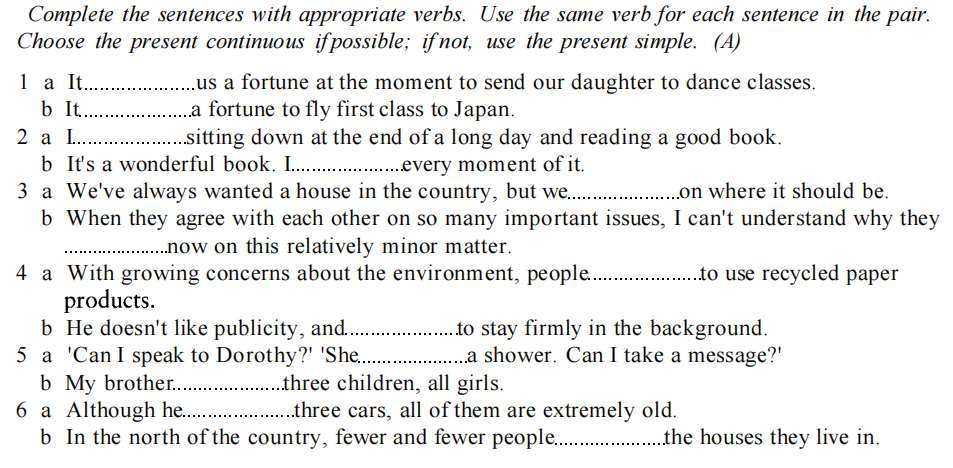 Complete the sentences with appropriate verbs. Use the same verb for each sentence in the pair.
Choose the present continuous if possible; if not, use the present simple. (A)
1 a It....................us a fortune at the moment to send our daughter to dance classes.
b It....................a fortune to fly first class to Japan.
2 a I....................sitting down at the end of a long day and reading a good book.
b It's a wonderful book. I....................every moment of it.
3 a We've always wanted a house in the country, but we....................on where it should be.
b When they agree with each other on so many important issues, I can't understand why they
....................now on this relatively minor matter.
4 a With growing concerns about the environment, people....................to use recycled paper
products.
b He doesn't like publicity, and....................to stay firmly in the background.
5 a 'Can I speak to Dorothy?' 'She....................a shower. Can I take a message?'
b My brother....................three children, all girls.
6 a Although he....................three cars, all of them are extremely old.
b In the north of the country, fewer and fewer people....................the houses they live in.